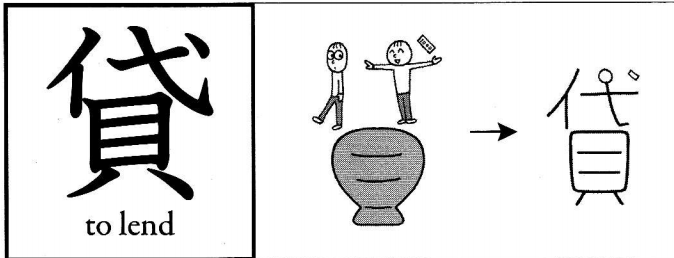 貸
to lend